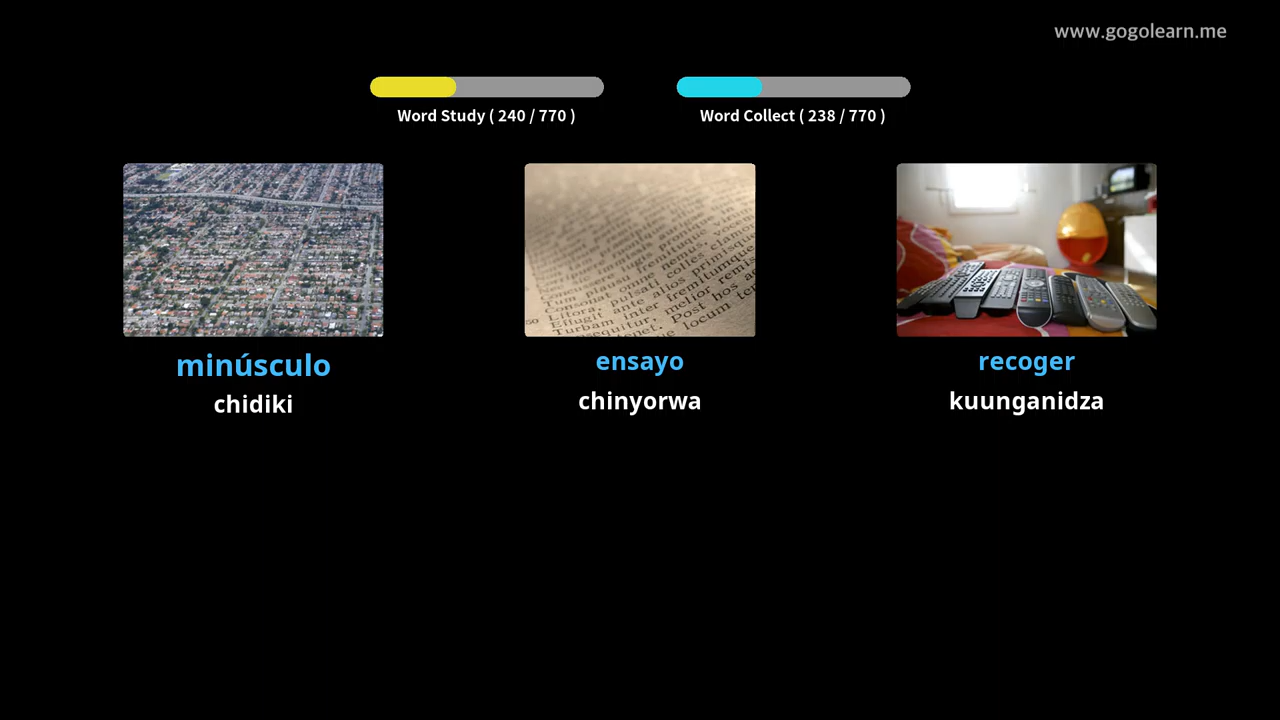 www.gogolearn.me
Word Study ( 240 / 770 )
Word Collect ( 238 / 770 )
minúsculo
chidiki
ensayo
chinyorwa
recoger
kuunganidza